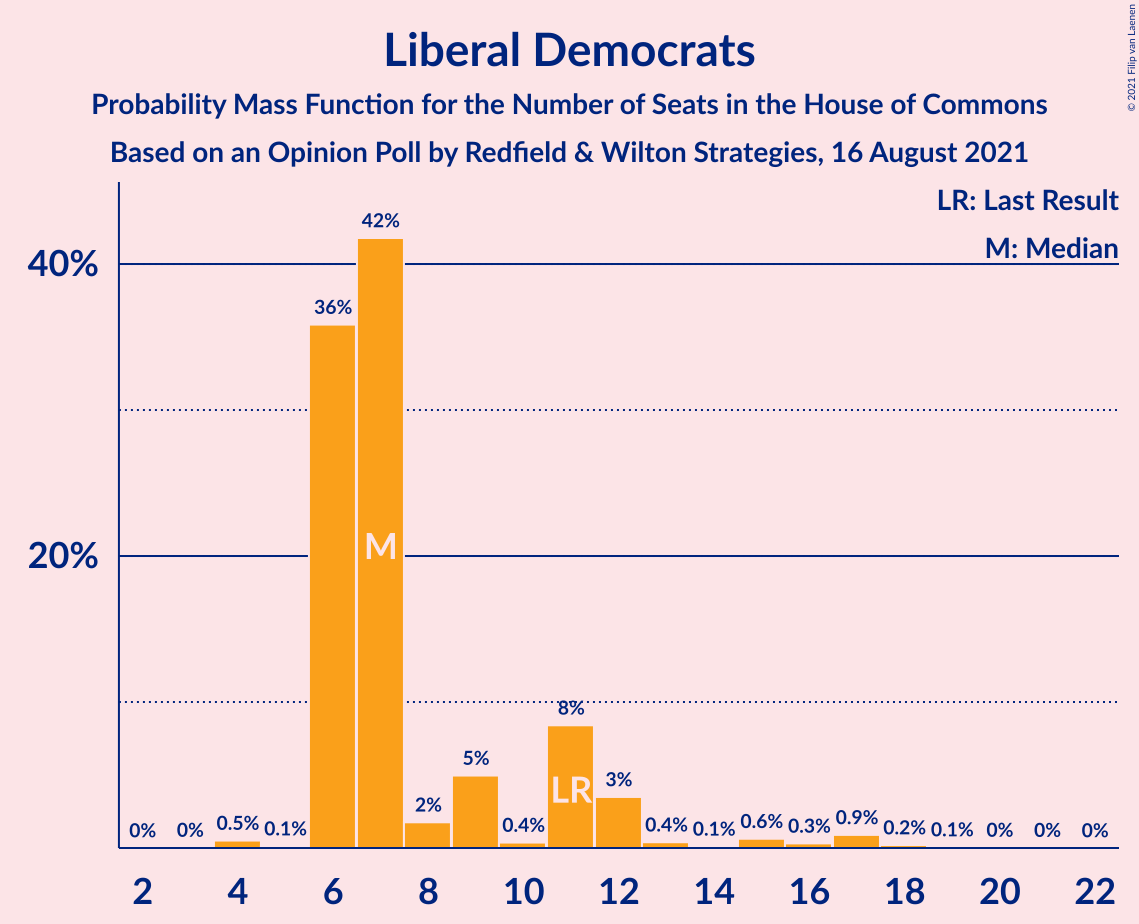 Liberal Democrats
Probability Mass Function for the Number of Seats in the House of Commons
Based on an Opinion Poll by Redfield & Wilton Strategies, 16 August 2021
© 2021 Filip van Laenen
LR: Last Result
M: Median
40%
20%
0%
0%
0.5%
0.1%
36%
42%
2%
5%
0.4%
8%
3%
0.4%
0.1%
0.6%
0.3%
0.9%
0.2%
0.1%
0%
0%
0%
M
LR
2 4 6 8 10 12 14 16 18 20 22